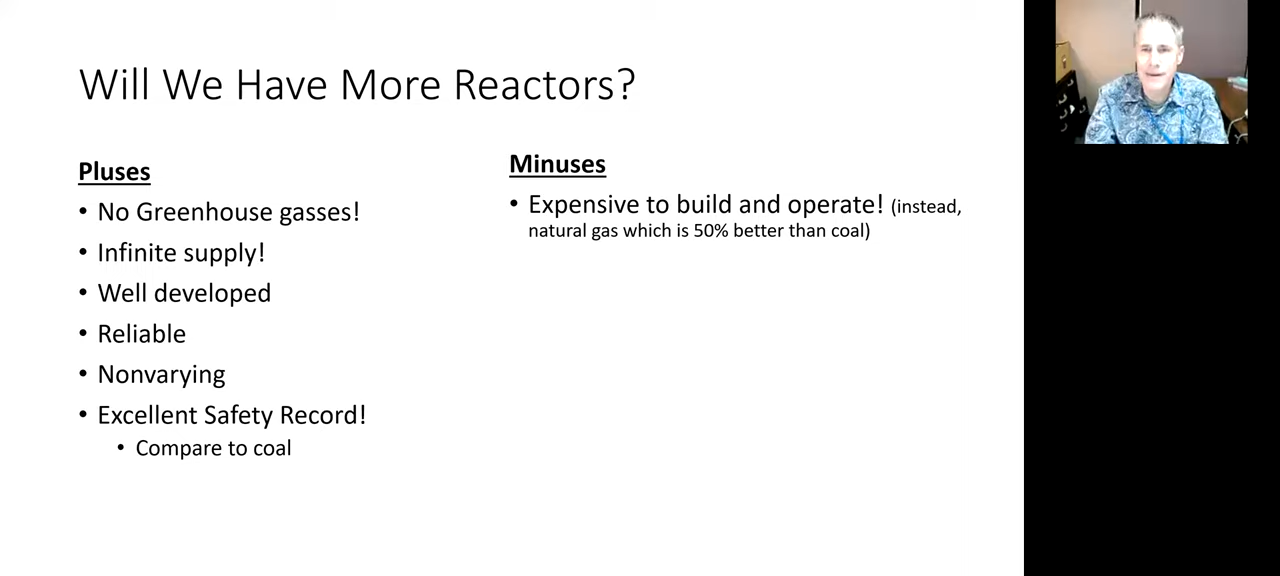 Will We Have More Reactors?
Pluses
• No Greenhouse gasses!
• Infinite supply!
• Well developed
• Reliable
• Nonvarying
• Excellent Safety Record!
• Compare to coal
Minuses
• Expensive to build and operate! (instead,
natural gas which is 50% better than coal)